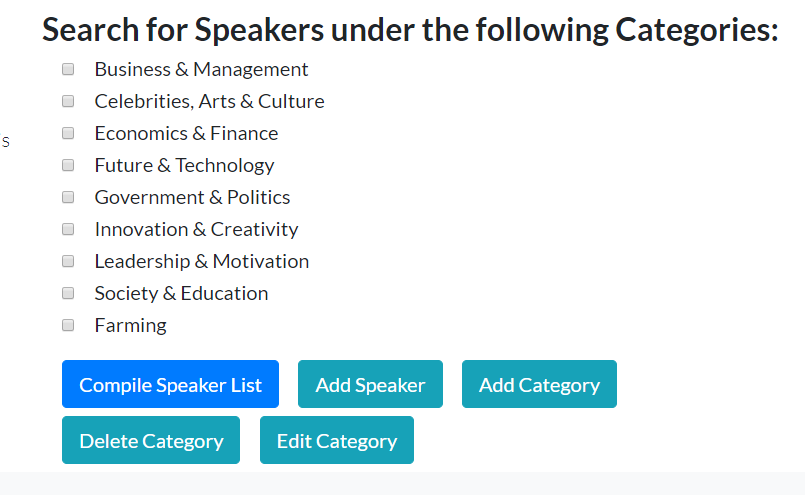 Search for Speakers under the following Categories:
Business & Management
Celebrities, Arts & Culture
Economics & Finance
s
Future & Technology
Government & Politics
Innovation & Creativity
Leadership & Motivation
Society & Education
Farming
Compile Speaker List Add Speaker Add Category
Delete Category Edit Category